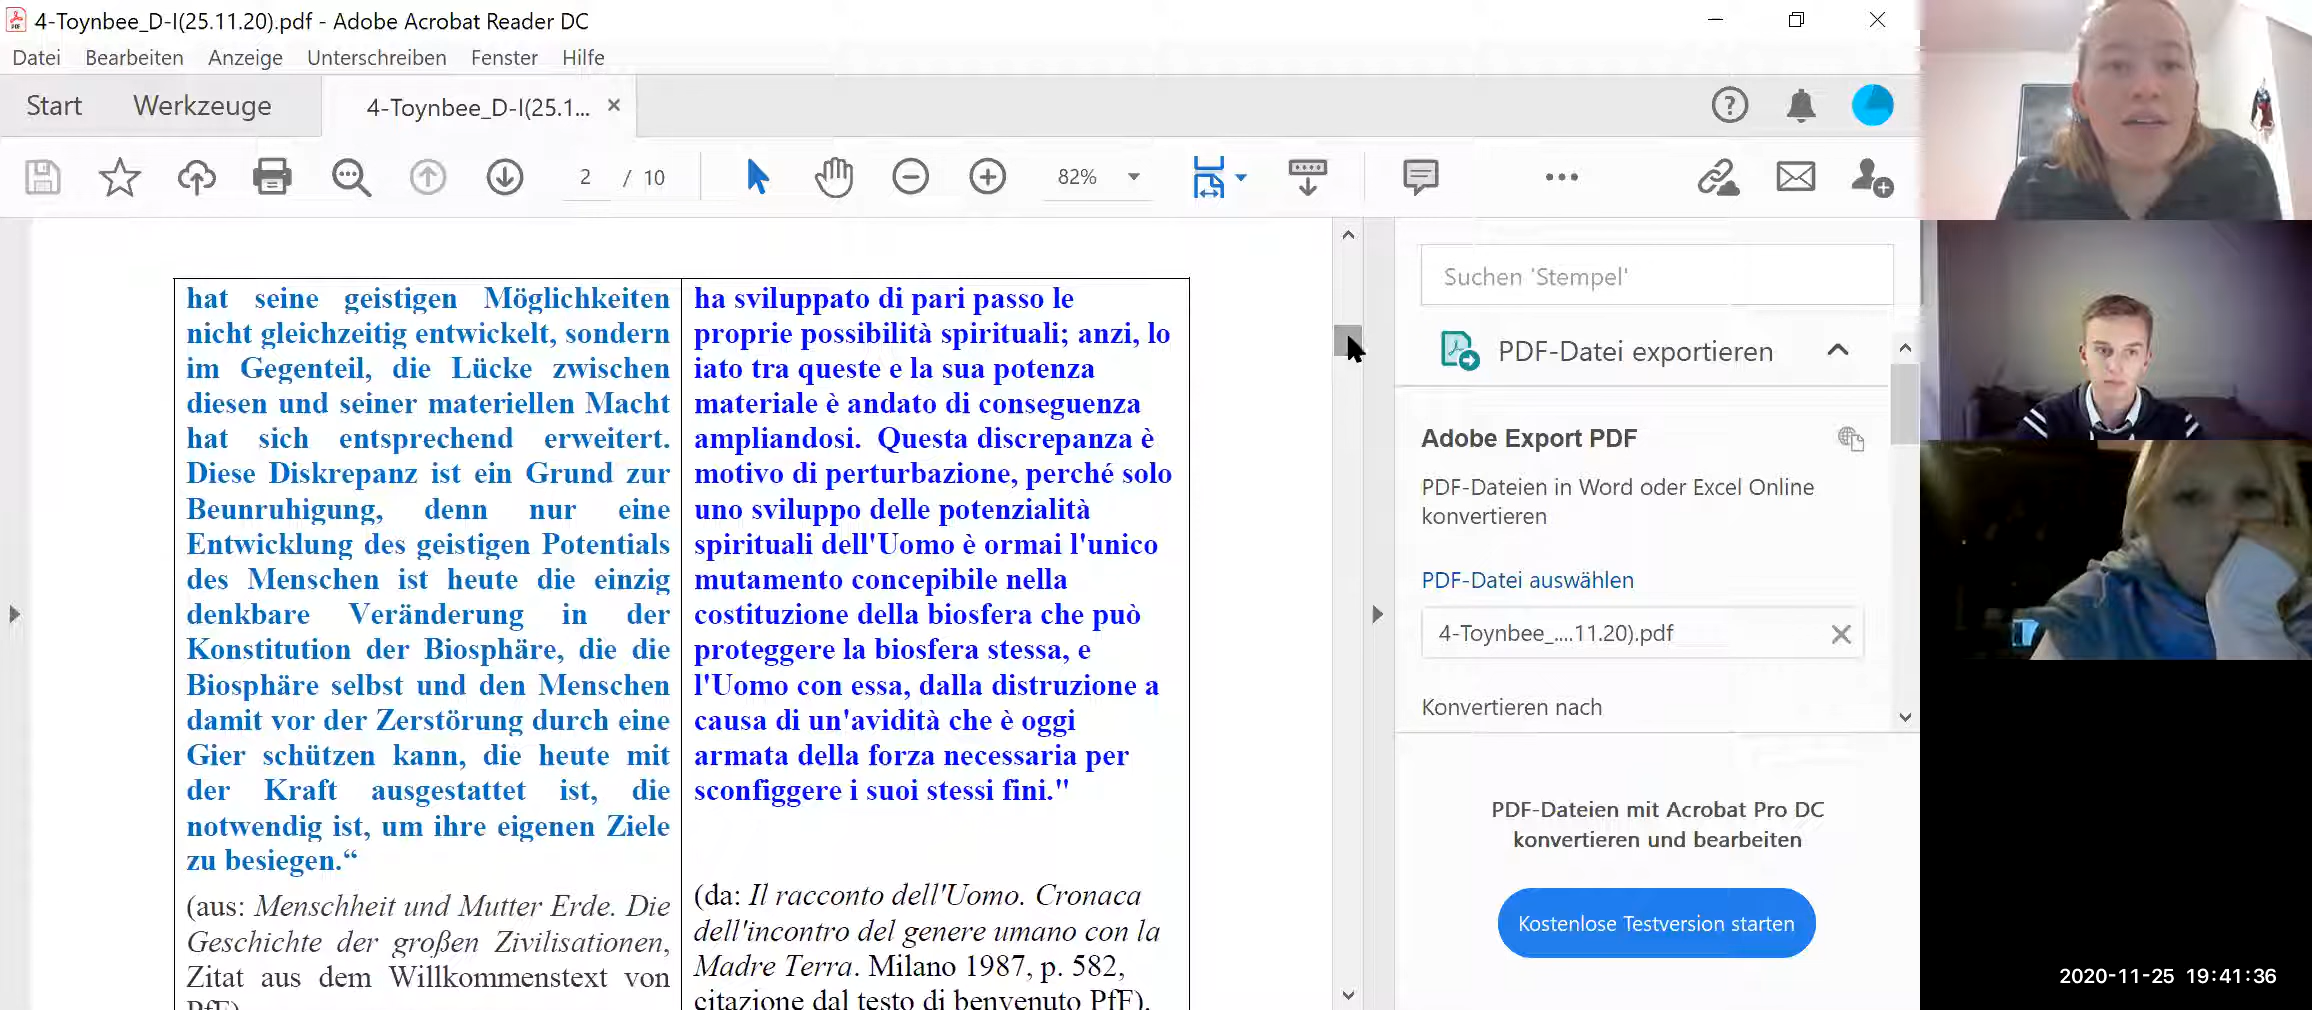 4-Toynbee_D-I(25.11.20).pdf - Adobe Acrobat Reader DC
Datei Bearbeiten Anzeige Unterschreiben Fenster Hilfe
Start Werkzeuge 4-Toynbee_D-I(25.1...
2 / 10 82%
hat seine geistigen Möglichkeiten
nicht gleichzeitig entwickelt, sondern
im Gegenteil, die Lücke zwischen
diesen und seiner materiellen Macht
hat sich entsprechend erweitert.
Diese Diskrepanz ist ein Grund zur
Beunruhigung, denn nur eine
Entwicklung des geistigen Potentials
des Menschen ist heute die einzig
denkbare Veränderung in der
Konstitution der Biosphäre, die die
Biosphäre selbst und den Menschen
damit vor der Zerstörung durch eine
Gier schützen kann, die heute mit
der Kraft ausgestattet ist, die
notwendig ist, um ihre eigenen Ziele
zu besiegen.“
(aus: Menschheit und Mutter Erde. Die
Geschichte der großen Zivilisationen,
Zitat aus dem Willkommenstext von
PfF)
ha sviluppato di pari passo le
proprie possibilità spirituali; anzi, lo
iato tra queste e la sua potenza
materiale è andato di conseguenza
ampliandosi. Questa discrepanza è
motivo di perturbazione, perché solo
uno sviluppo delle potenzialità
spirituali dell'Uomo è ormai l'unico
mutamento concepibile nella
costituzione della biosfera che può
proteggere la biosfera stessa, e
l'Uomo con essa, dalla distruzione a
causa di un'avidità che è oggi
armata della forza necessaria per
sconfiggere i suoi stessi fini."
(da: Il racconto dell'Uomo. Cronaca
dell'incontro del genere umano con la
Madre Terra. Milano 1987, p. 582,
citazione dal testo di benvenuto PfF).
Suchen 'Stempel'
PDF-Datei exportieren
Adobe Export PDF
PDF-Dateien in Word oder Excel Online
konvertieren
PDF-Datei auswählen
4-Toynbee_....11.20).pdf
Konvertieren nach
PDF-Dateien mit Acrobat Pro DC
konvertieren und bearbeiten
Kostenlose Testversion starten
2020-11-25 19:41:36